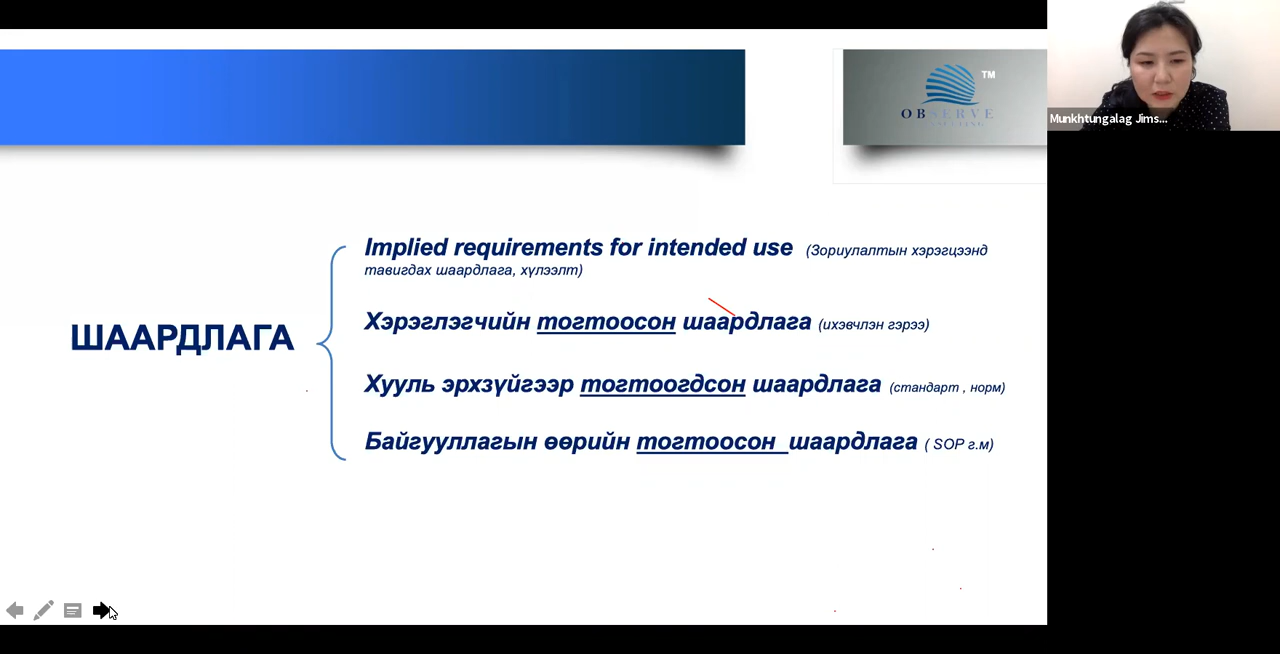 TM
OBSERVE
Munkhtungalag Jims...
Implied requirements for intended use (Зориулалтын хэрэгцээнд
тавигдах шаардлага, хүлээлт)
Хэрэглэгчийн тогтоосон шаардлага (ихэвчлэн гэрээ)
ШААРДЛАГА
Хууль эрхзүйгээр тогтоогдсон шаардлага (стандарт , норм)
Байгууллагын өөрийн тогтоосон шаардлага ( SOP г.м)